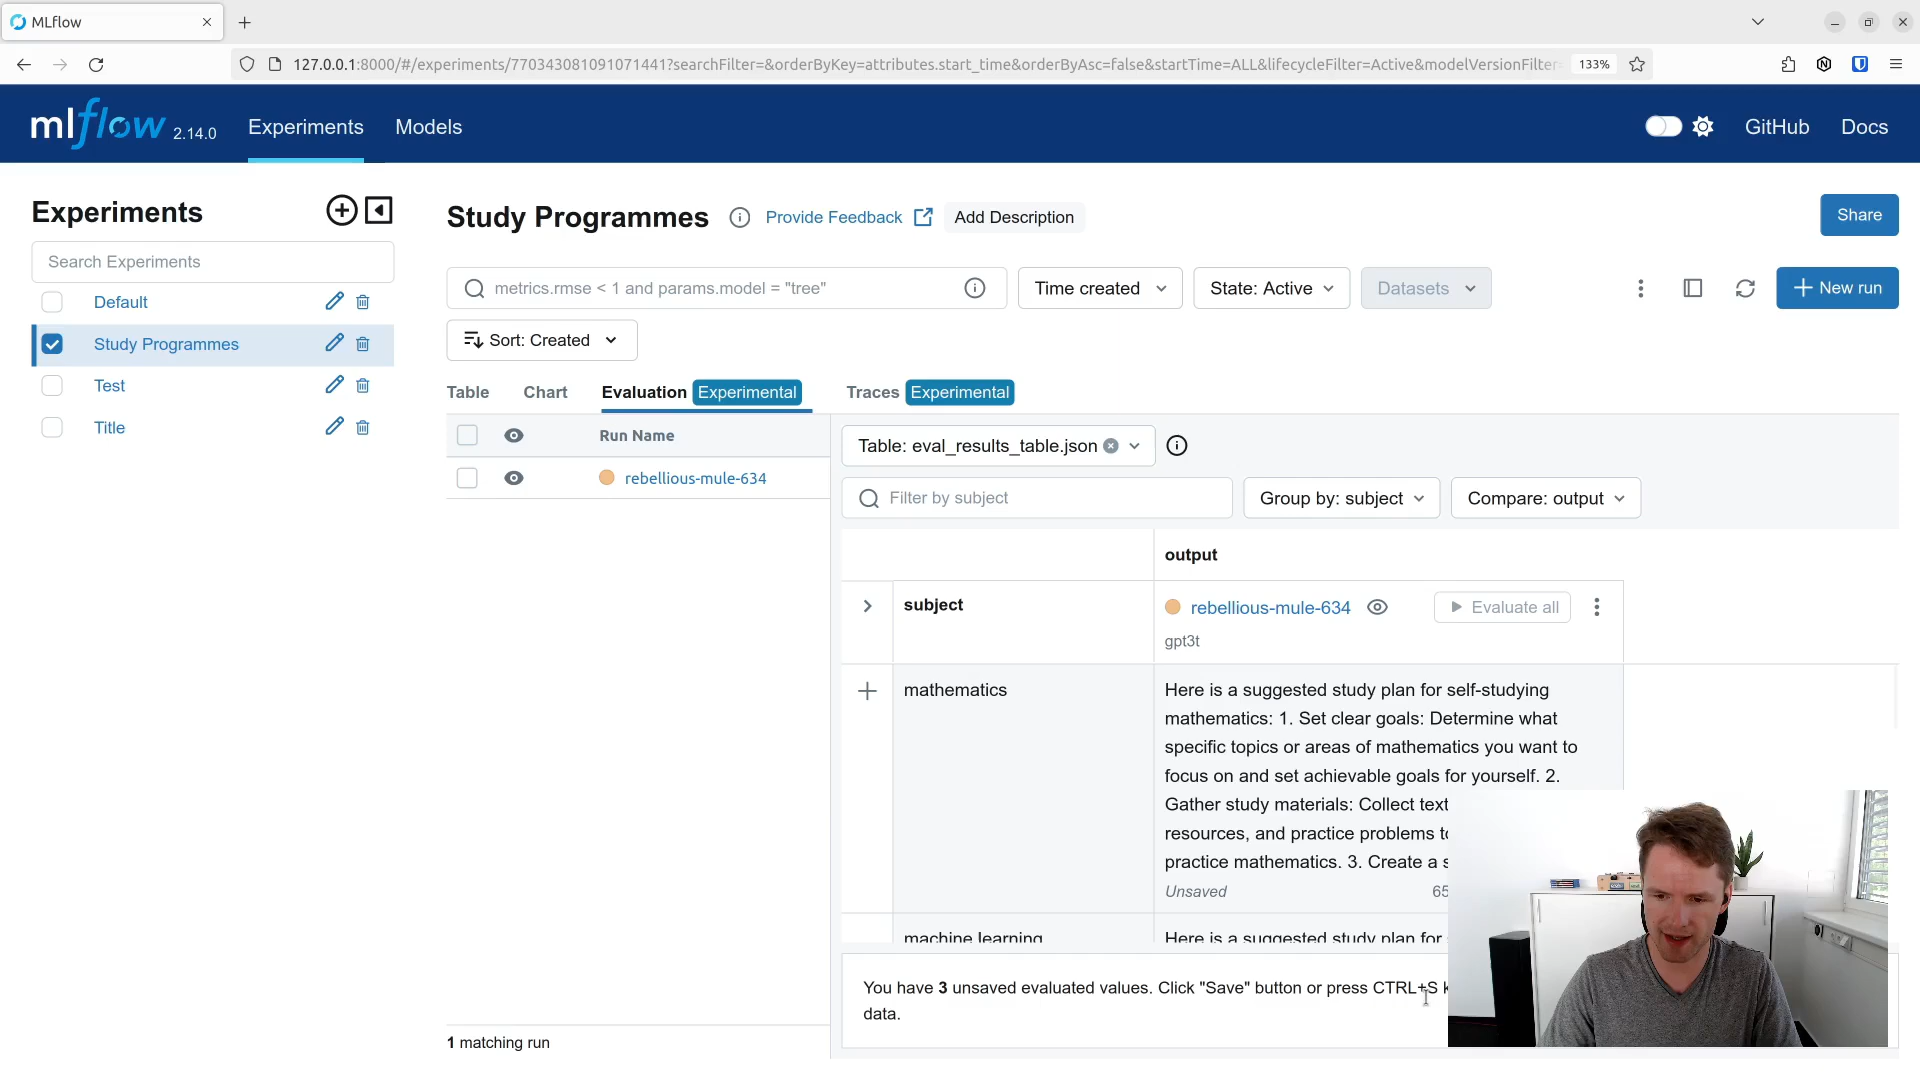 MLflow
127.0.0.1:8000/#/experiments/770343081091071441?searchFilter=&orderByKey=attributes.start_time&orderByAsc=false&startTime=ALL&lifecycleFilter=Active&modelVersionFilter=
133%
mlflow 2.14.0
Experiments
Models
GitHub
Docs
Experiments
Search Experiments
Default
Study Programmes
Test
Title
Study Programmes
Provide Feedback
Add Description
Share
metrics.rmse < 1 and params.model = "tree"
Time created
State: Active
Datasets
New run
Sort: Created
Table
Chart
Evaluation Experimental
Traces Experimental
Run Name
rebellious-mule-634
1 matching run
Table: eval_results_table.json
Filter by subject
Group by: subject
Compare: output
output
subject
rebellious-mule-634
Evaluate all
gpt3t
mathematics
Here is a suggested study plan for self-studying
mathematics: 1. Set clear goals: Determine what
specific topics or areas of mathematics you want to
focus on and set achievable goals for yourself. 2.
Gather study materials: Collect text
resources, and practice problems to
practice mathematics. 3. Create a s
Unsaved
65
machine learning
Here is a suggested study plan for
You have 3 unsaved evaluated values. Click "Save" button or press CTRL+S k
data.